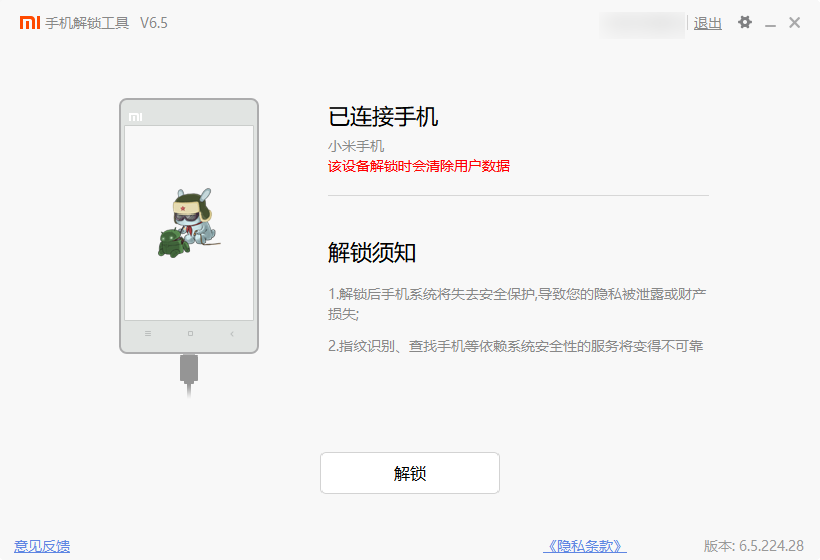 mi 手机解锁工具 V6.5 退出
mi
已连接手机
小米手机
该设备解锁时会清除用户数据
解锁须知
1.解锁后手机系统将失去安全保护,导致您的隐私被泄露或财产
损失;
2.指纹识别、查找手机等依赖系统安全性的服务将变得不可靠
解锁
意见反馈 《隐私条款》 版本: 6.5.224.28